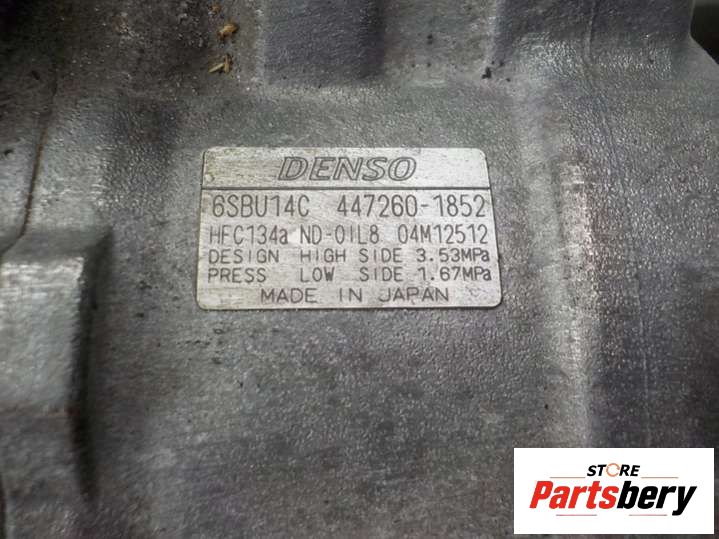 DENSO
6SBU14C 447260-1852
HFC134a ND-OIL8 04M12512
DESIGN HIGH SIDE 3.53MPa
PRESS LOW SIDE 1.67MPa
MADE IN JAPAN
STORE
Partsbery